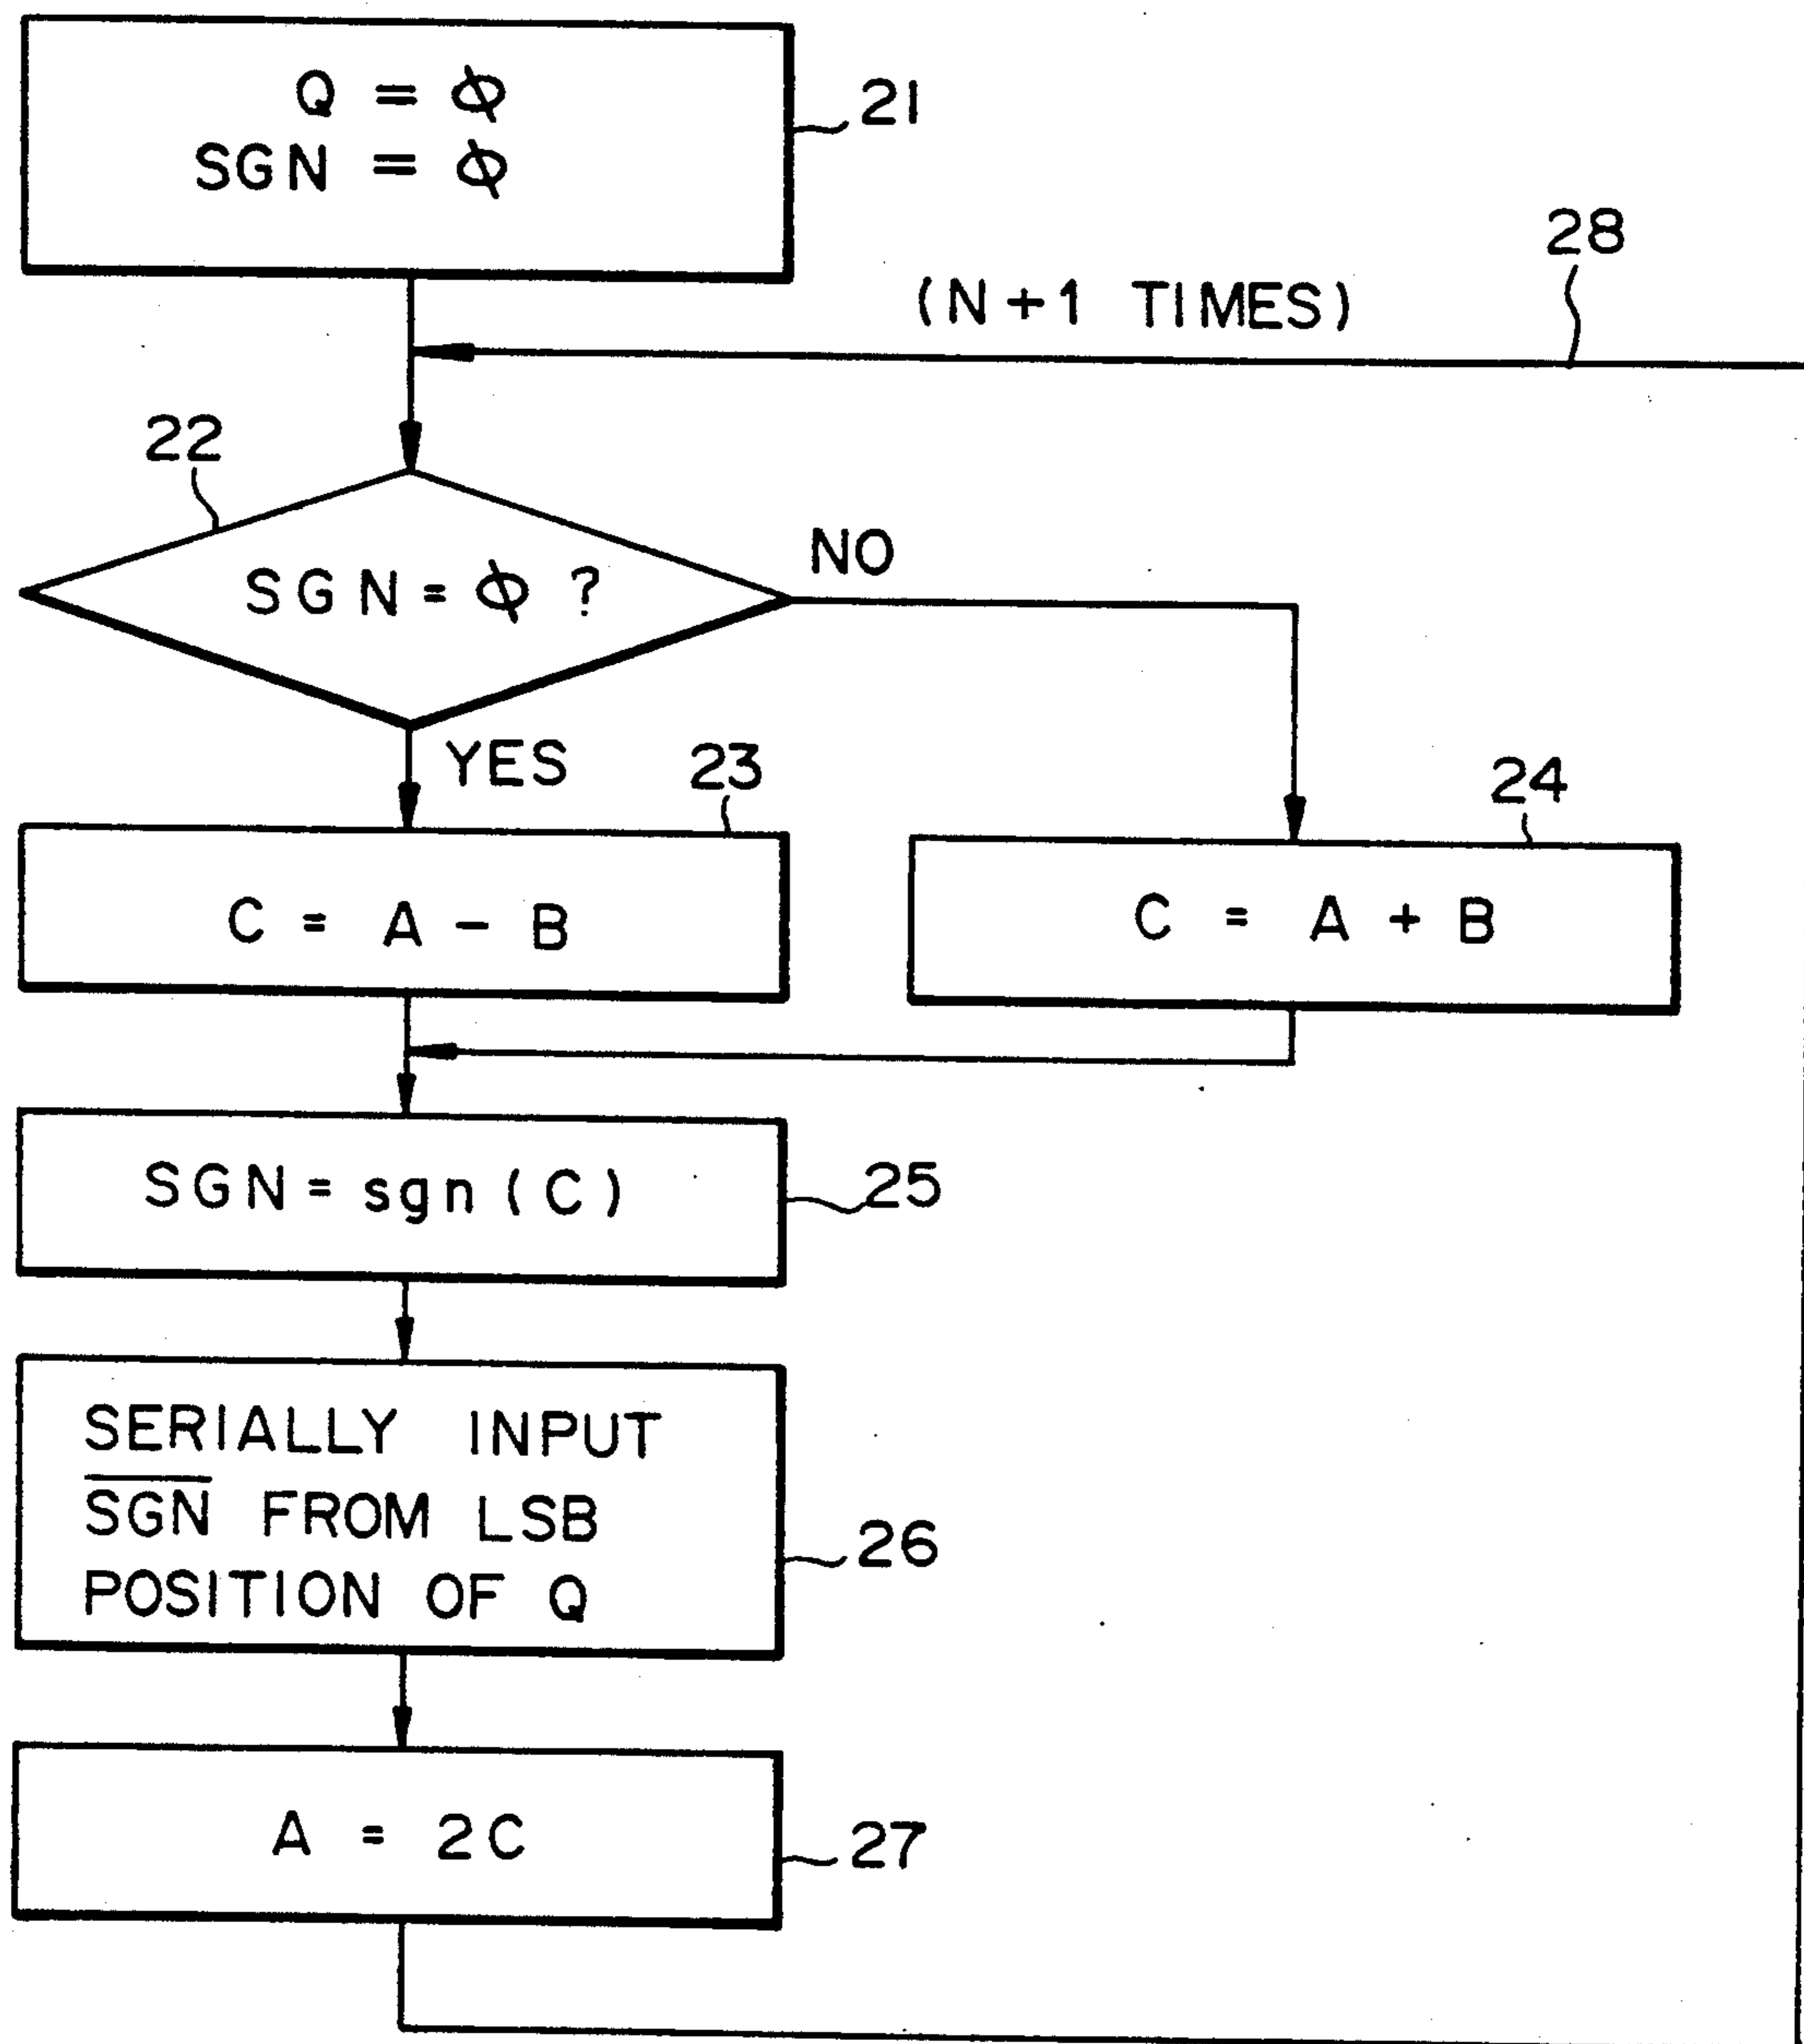 Q = ϕ
SGN = ϕ
21
28
(N+1 TIMES)
22
SGN = ϕ ?
NO
YES
23
24
C = A - B
C = A + B
SGN = sgn (C)
25
SERIALLY INPUT
S̅G̅N̅ FROM LSB
POSITION OF Q
26
A = 2C
27